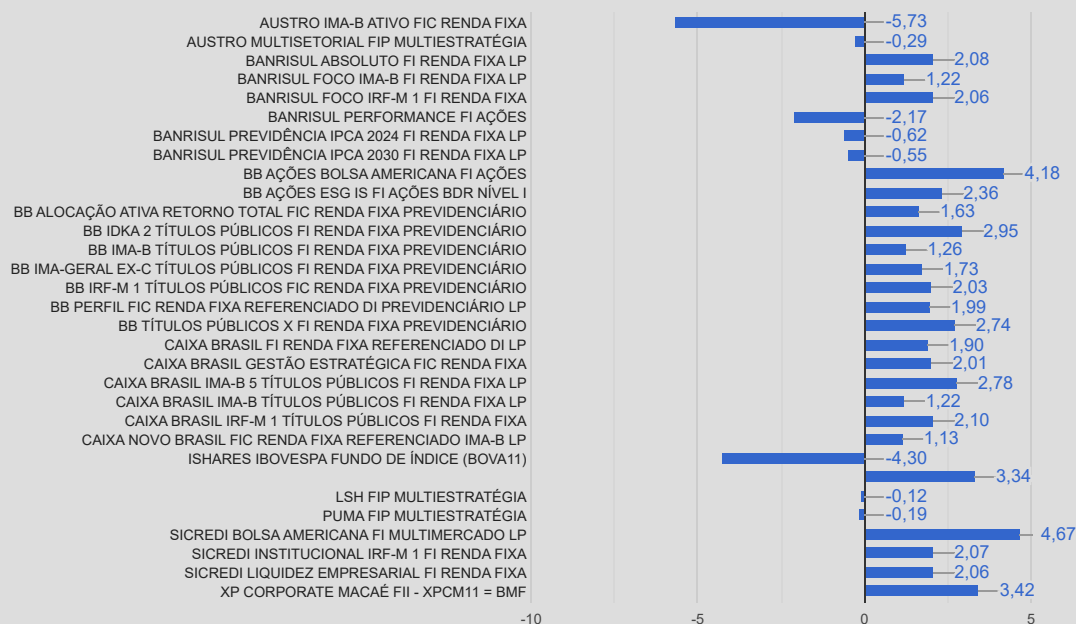 AUSTRO IMA-B ATIVO FIC RENDA FIXA -5,73
AUSTRO MULTISETORIAL FIP MULTIESTRATÉGIA -0,29
BANRISUL ABSOLUTO FI RENDA FIXA LP 2,08
BANRISUL FOCO IMA-B FI RENDA FIXA LP 1,22
BANRISUL FOCO IRF-M 1 FI RENDA FIXA 2,06
BANRISUL PERFORMANCE FI AÇÕES -2,17
BANRISUL PREVIDÊNCIA IPCA 2024 FI RENDA FIXA LP -0,62
BANRISUL PREVIDÊNCIA IPCA 2030 FI RENDA FIXA LP -0,55
BB AÇÕES BOLSA AMERICANA FI AÇÕES 4,18
BB AÇÕES ESG IS FI AÇÕES BDR NÍVEL I 2,36
BB ALOCAÇÃO ATIVA RETORNO TOTAL FIC RENDA FIXA PREVIDENCIÁRIO 1,63
BB IDKA 2 TÍTULOS PÚBLICOS FI RENDA FIXA PREVIDENCIÁRIO 2,95
BB IMA-B TÍTULOS PÚBLICOS FI RENDA FIXA PREVIDENCIÁRIO 1,26
BB IMA-GERAL EX-C TÍTULOS PÚBLICOS FI RENDA FIXA PREVIDENCIÁRIO 1,73
BB IRF-M 1 TÍTULOS PÚBLICOS FIC RENDA FIXA PREVIDENCIÁRIO 2,03
BB PERFIL FIC RENDA FIXA REFERENCIADO DI PREVIDENCIÁRIO LP 1,99
BB TÍTULOS PÚBLICOS X FI RENDA FIXA PREVIDENCIÁRIO 2,74
CAIXA BRASIL FI RENDA FIXA REFERENCIADO DI LP 1,90
CAIXA BRASIL GESTÃO ESTRATÉGICA FIC RENDA FIXA 2,01
CAIXA BRASIL IMA-B 5 TÍTULOS PÚBLICOS FI RENDA FIXA LP 2,78
CAIXA BRASIL IMA-B TÍTULOS PÚBLICOS FI RENDA FIXA LP 1,22
CAIXA BRASIL IRF-M 1 TÍTULOS PÚBLICOS FI RENDA FIXA 2,10
CAIXA NOVO BRASIL FIC RENDA FIXA REFERENCIADO IMA-B LP 1,13
ISHARES IBOVESPA FUNDO DE ÍNDICE (BOVA11) -4,30
3,34
LSH FIP MULTIESTRATÉGIA -0,12
PUMA FIP MULTIESTRATÉGIA -0,19
SICREDI BOLSA AMERICANA FI MULTIMERCADO LP 4,67
SICREDI INSTITUCIONAL IRF-M 1 FI RENDA FIXA 2,07
SICREDI LIQUIDEZ EMPRESARIAL FI RENDA FIXA 2,06
XP CORPORATE MACAÉ FII - XPCM11 = BMF 3,42
-10 -5 0 5